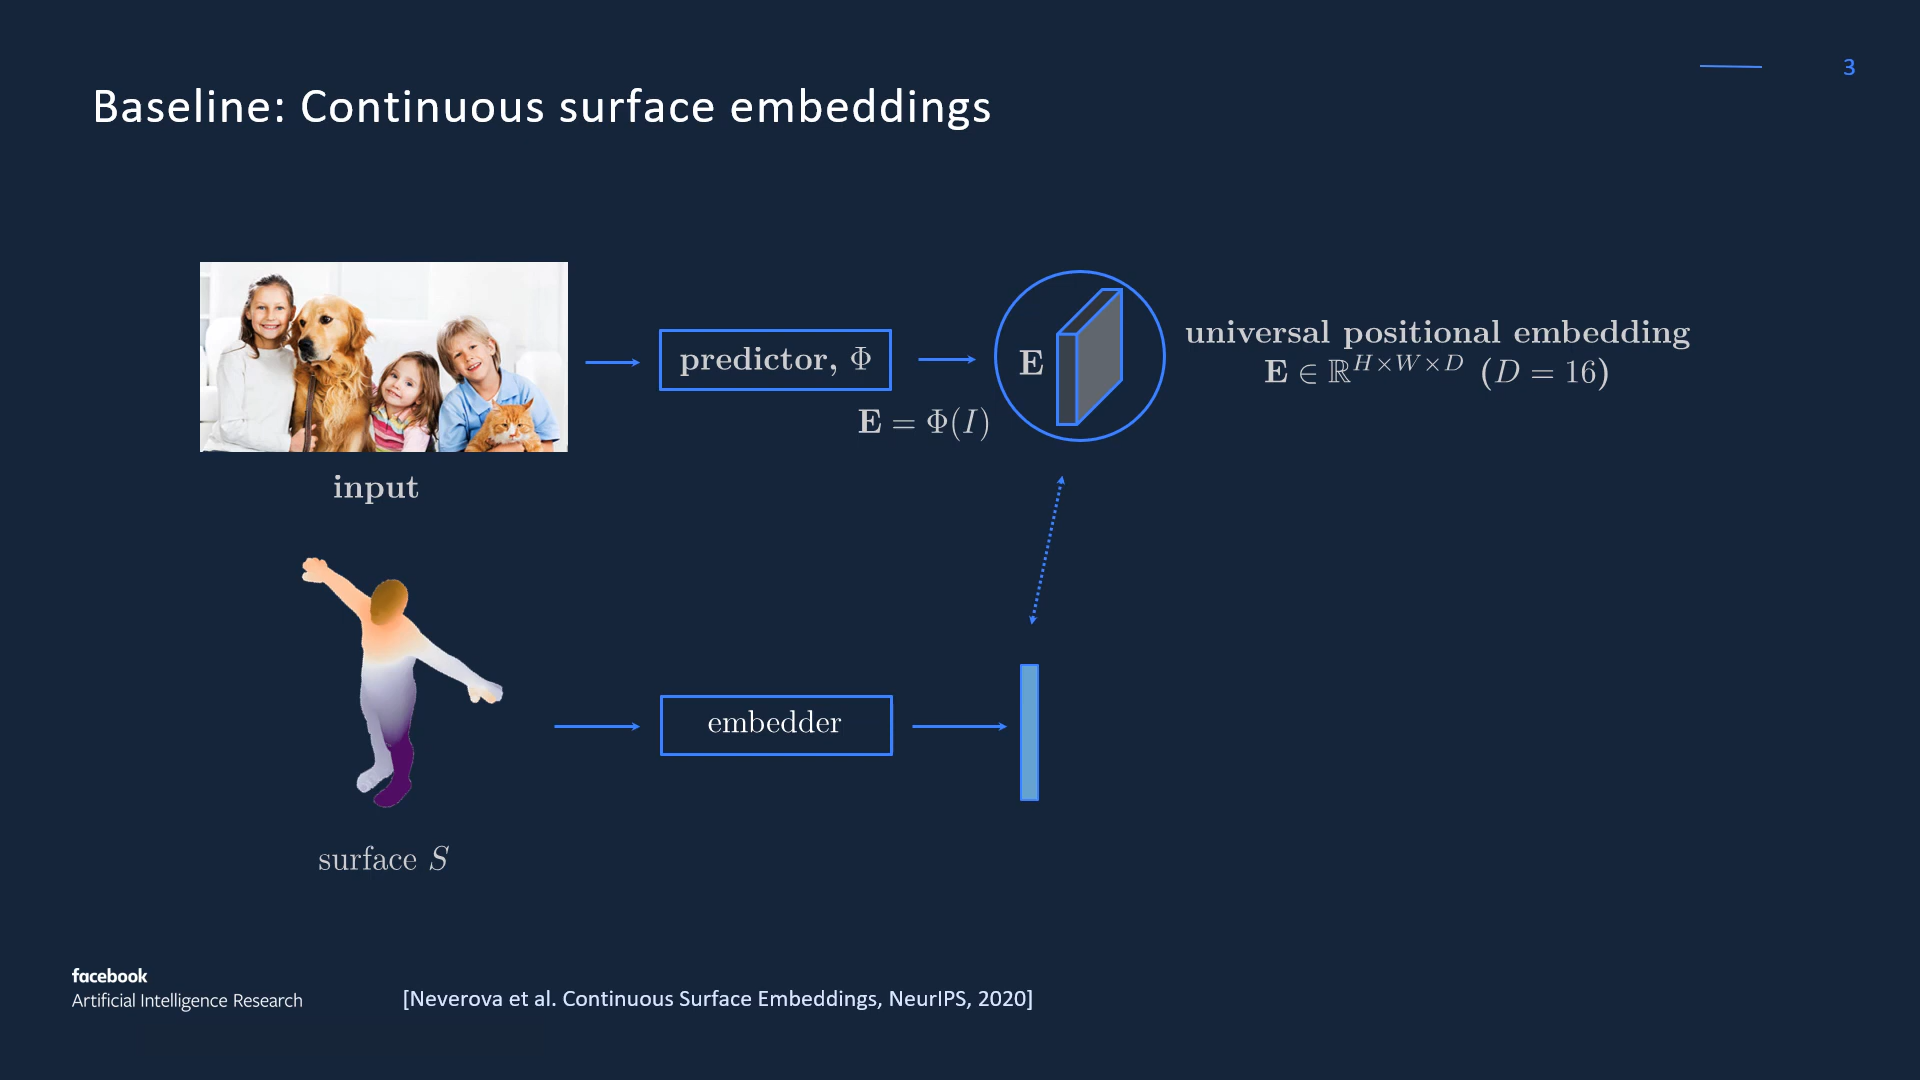 3
Baseline: Continuous surface embeddings
predictor, Φ
E
universal positional embedding
E ∈ ℝ^{H×W×D} (D = 16)
E = Φ(I)
input
embedder
surface S
facebook
Artificial Intelligence Research
[Neverova et al. Continuous Surface Embeddings, NeurIPS, 2020]